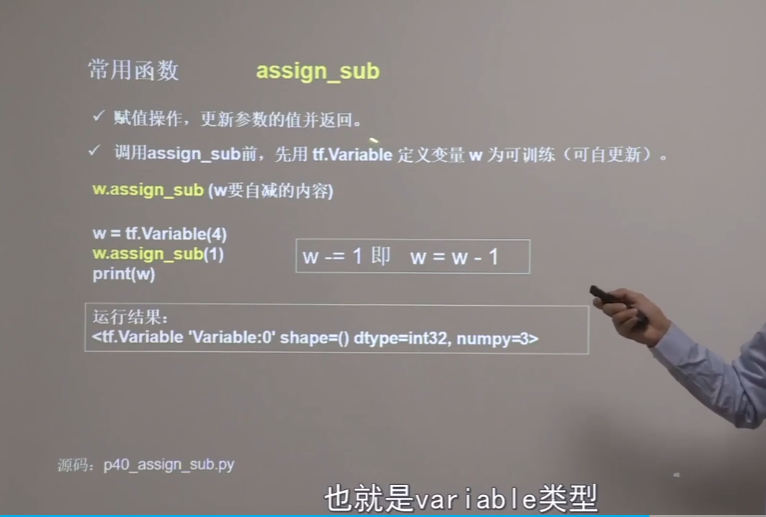 常用函数 assign_sub
✓ 赋值操作，更新参数的值并返回。
✓ 调用assign_sub前，先用 tf.Variable 定义变量 w 为可训练（可自更新）。
w.assign_sub (w要自减的内容)
w = tf.Variable(4)
w.assign_sub(1)
print(w)
w -= 1 即 w = w - 1
运行结果：
<tf.Variable 'Variable:0' shape=() dtype=int32, numpy=3>
源码：p40_assign_sub.py
也就是variable类型